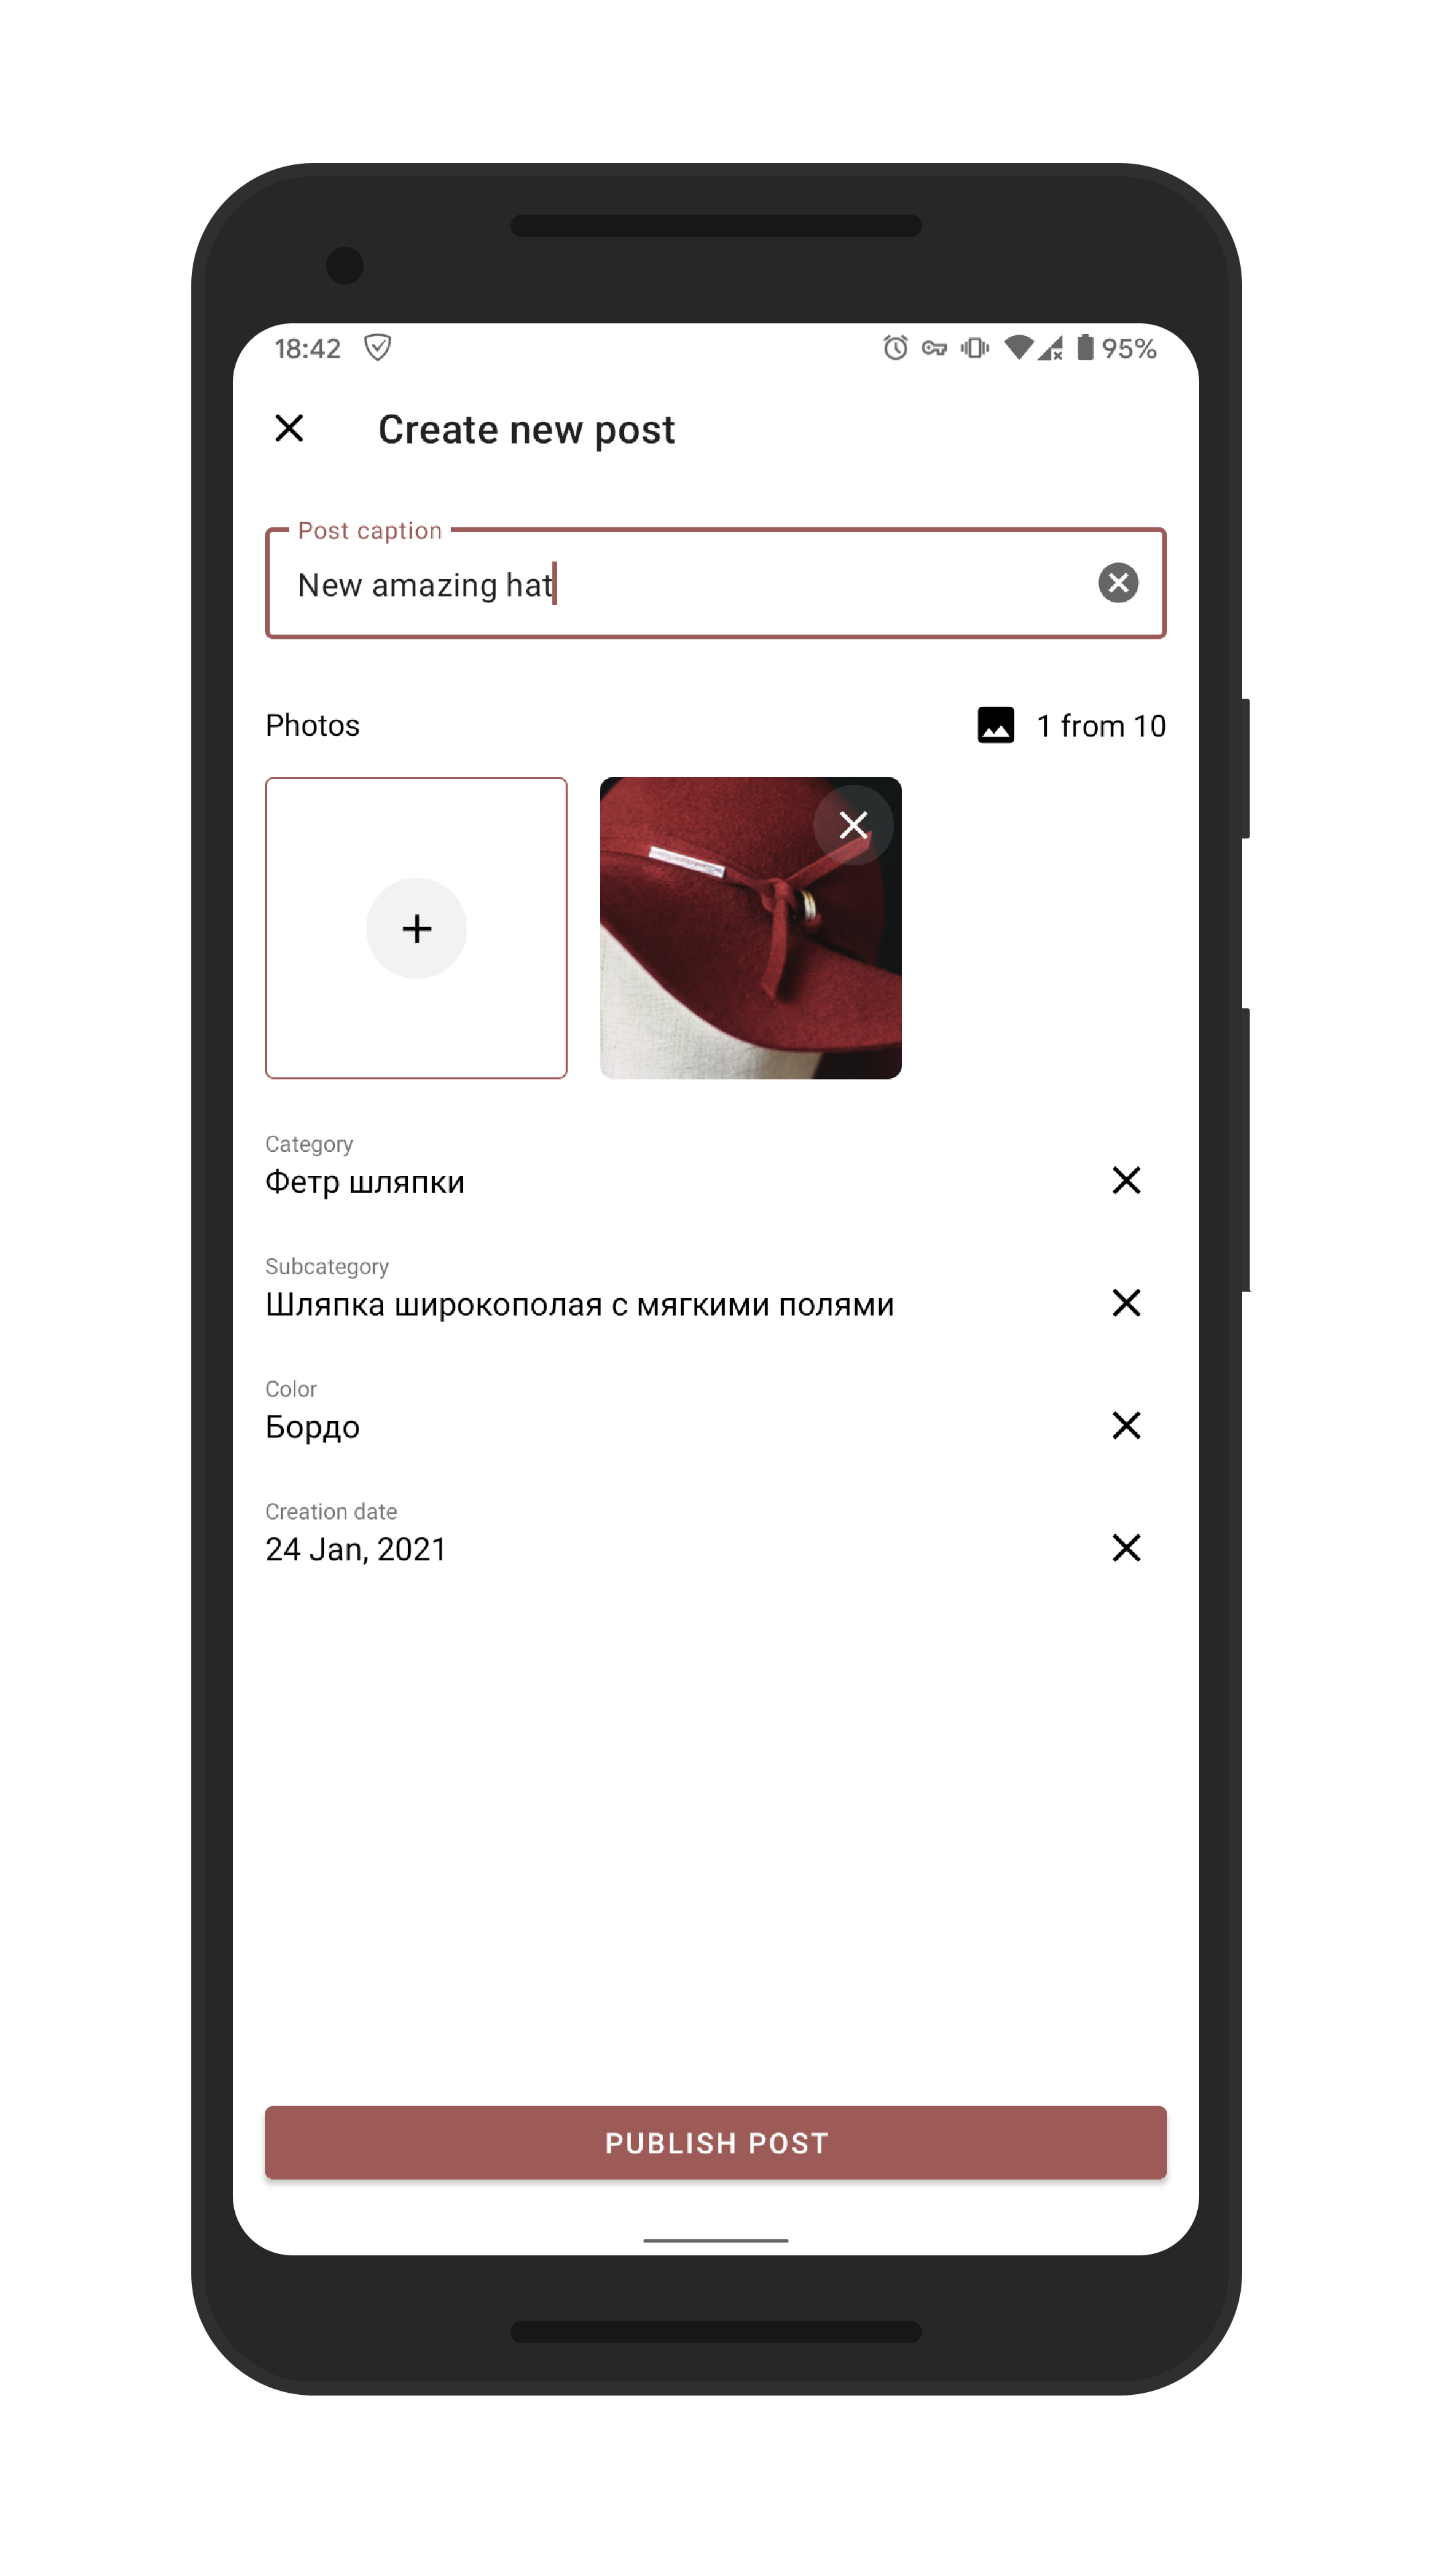 18:42
95%
Create new post
Post caption
New amazing hat
Photos
1 from 10
Category
Фетр шляпки
Subcategory
Шляпка широкополая с мягкими полями
Color
Бордо
Creation date
24 Jan, 2021
PUBLISH POST